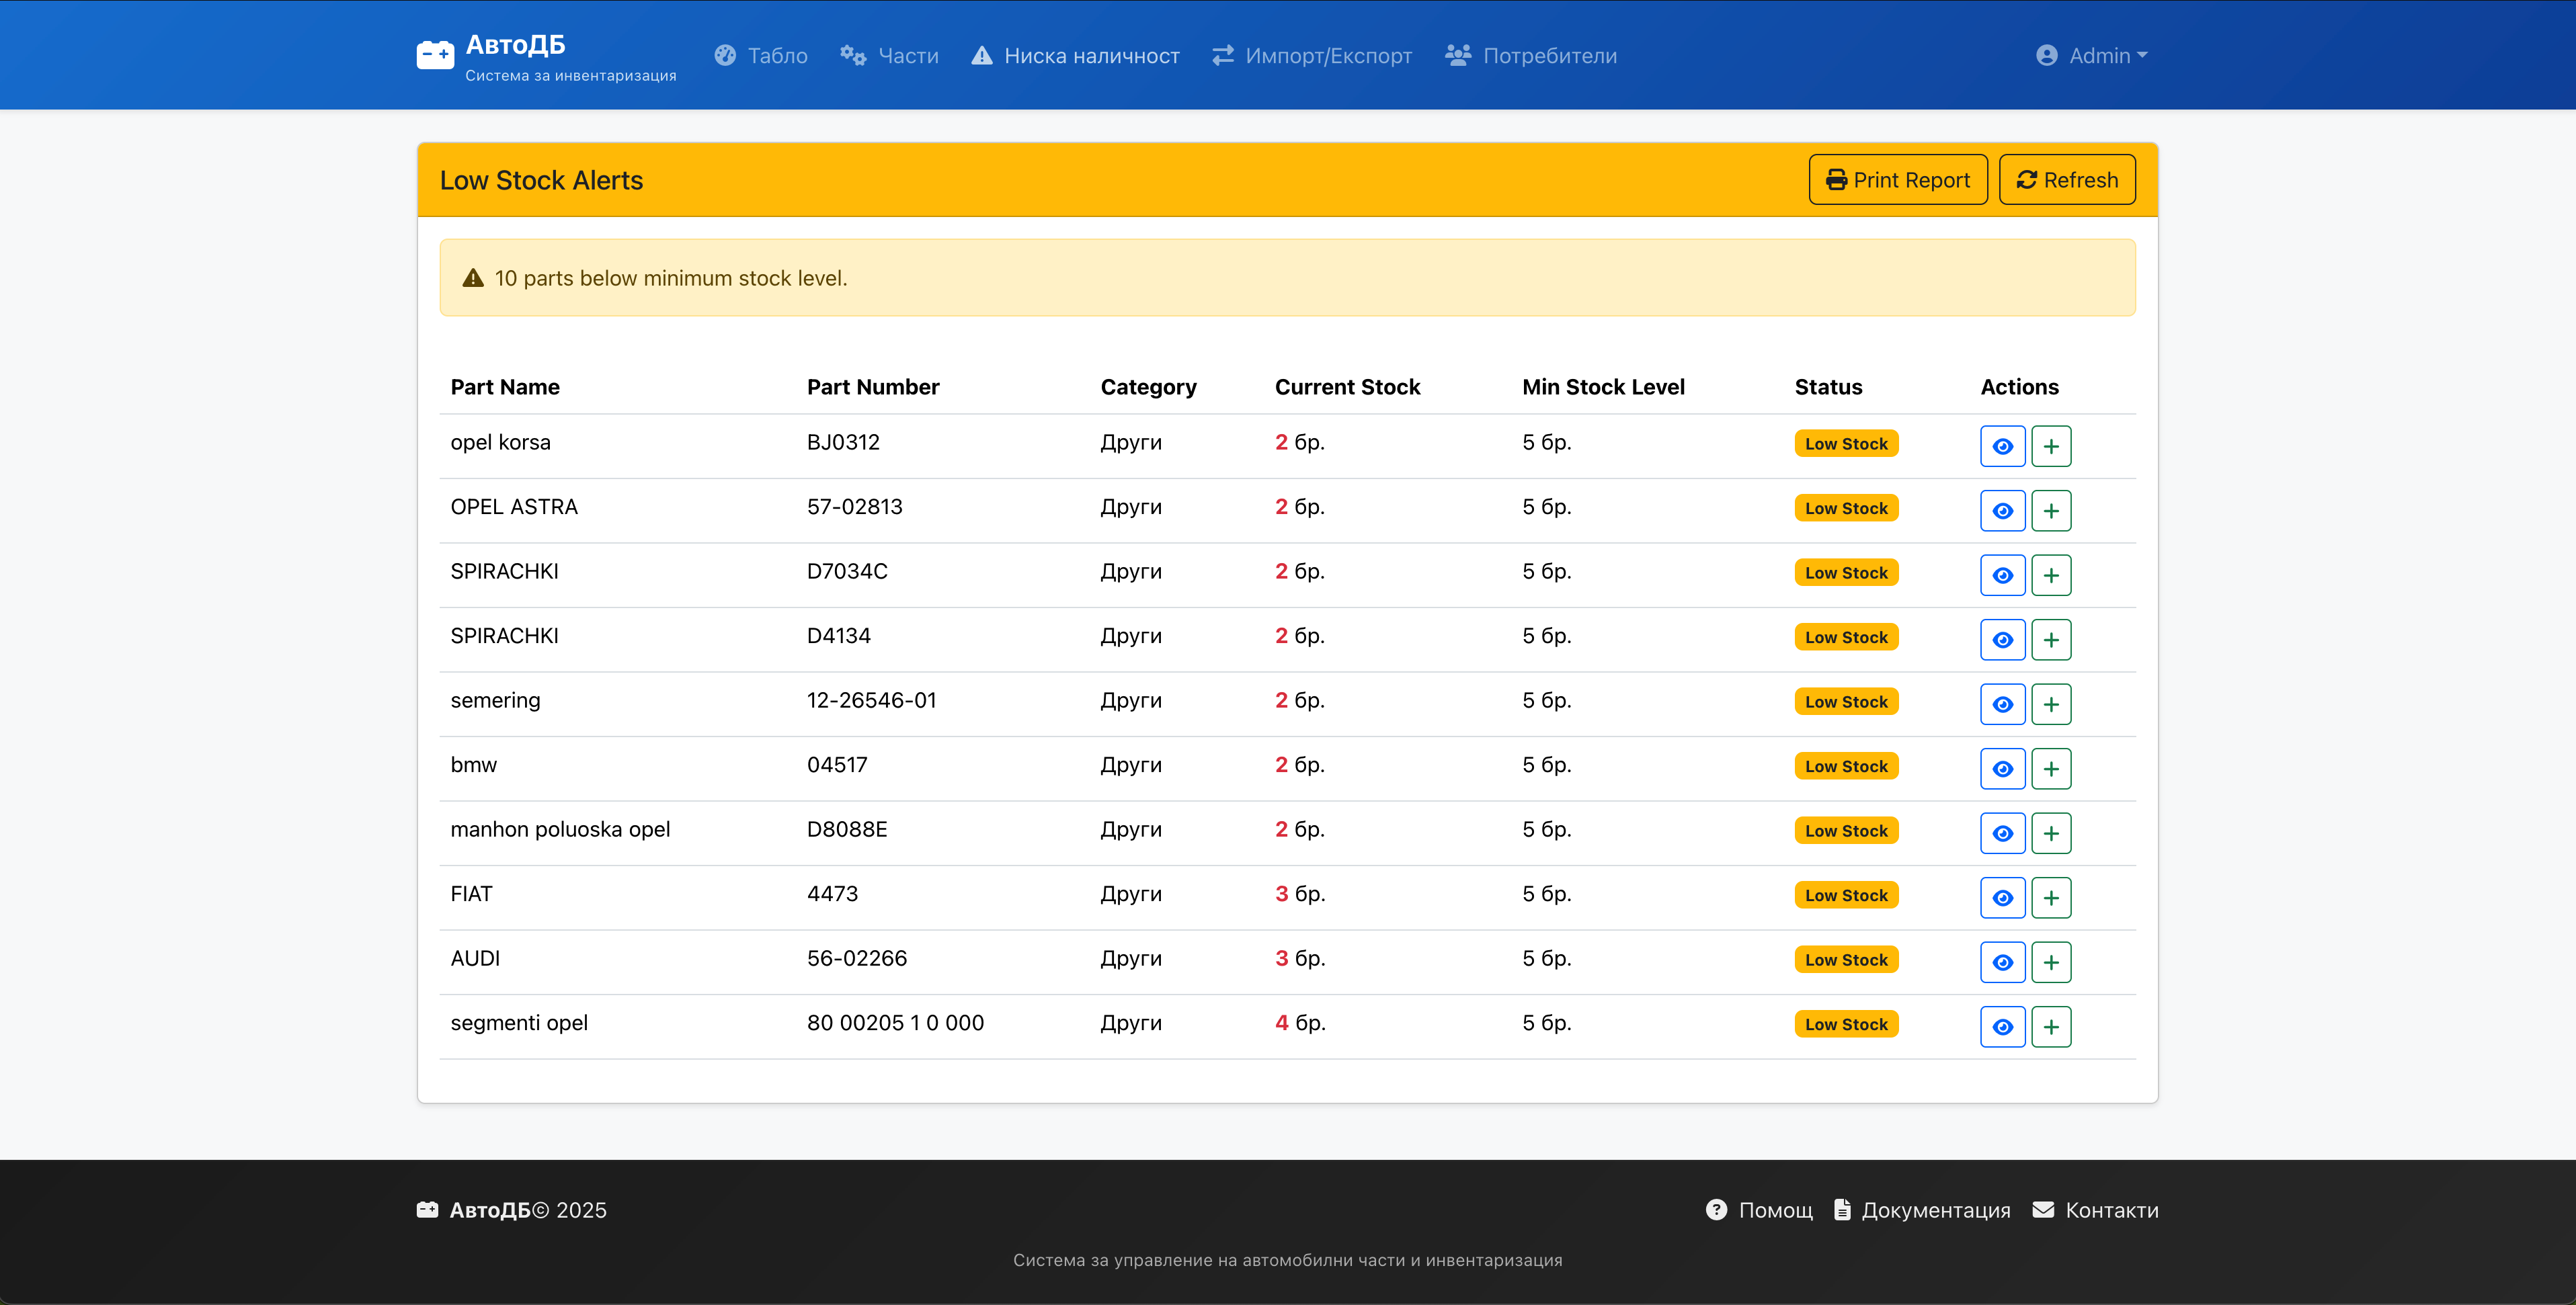 АвтоДБ
Система за инвентаризация
Табло Части Ниска наличност Импорт/Експорт Потребители Admin
Low Stock Alerts Print Report Refresh
10 parts below minimum stock level.
Part Name Part Number Category Current Stock Min Stock Level Status Actions
opel korsa BJ0312 Други 2 бр. 5 бр. Low Stock
OPEL ASTRA 57-02813 Други 2 бр. 5 бр. Low Stock
SPIRACHKI D7034C Други 2 бр. 5 бр. Low Stock
SPIRACHKI D4134 Други 2 бр. 5 бр. Low Stock
semering 12-26546-01 Други 2 бр. 5 бр. Low Stock
bmw 04517 Други 2 бр. 5 бр. Low Stock
manhon poluoska opel D8088E Други 2 бр. 5 бр. Low Stock
FIAT 4473 Други 3 бр. 5 бр. Low Stock
AUDI 56-02266 Други 3 бр. 5 бр. Low Stock
segmenti opel 80 00205 1 0 000 Други 4 бр. 5 бр. Low Stock
АвтоДБ© 2025 Помощ Документация Контакти
Система за управление на автомобилни части и инвентаризация